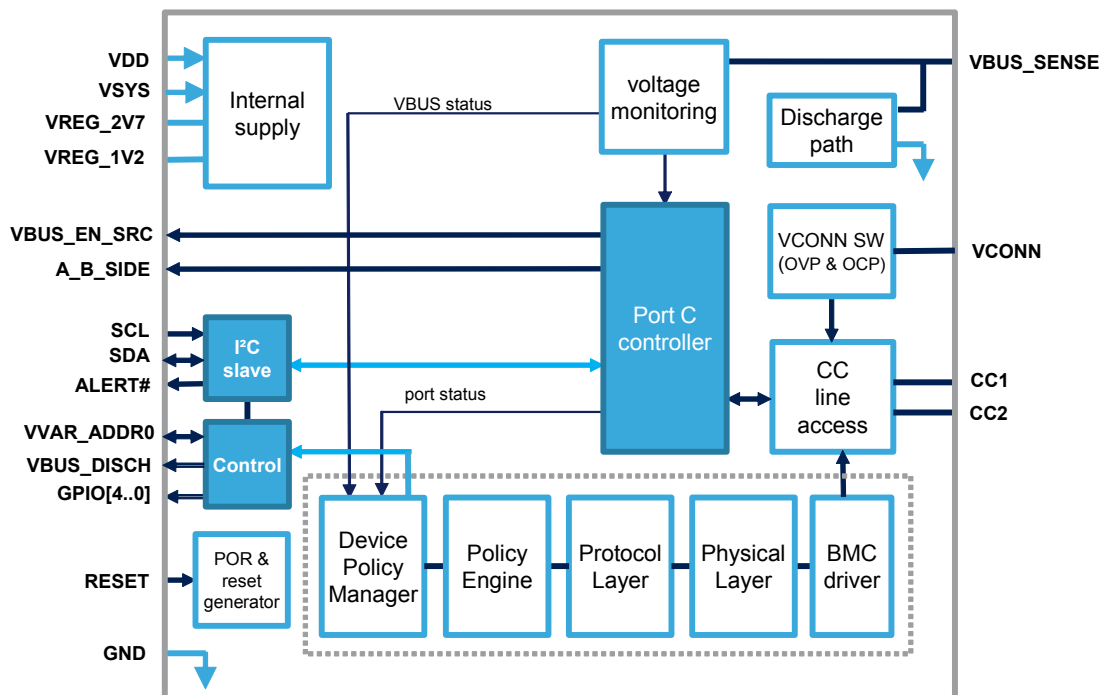 VDD
VSYS
VREG_2V7
VREG_1V2
Internal
supply
VBUS status
voltage
monitoring
VBUS_SENSE
Discharge
path
VBUS_EN_SRC
A_B_SIDE
VCONN SW
(OVP & OCP)
VCONN
Port C
controller
SCL
SDA
ALERT#
I²C
slave
CC
line
access
CC1
CC2
port status
VVAR_ADDR0
VBUS_DISCH
GPIO[4..0]
Control
Device
Policy
Manager
Policy
Engine
Protocol
Layer
Physical
Layer
BMC
driver
RESET
POR &
reset
generator
GND